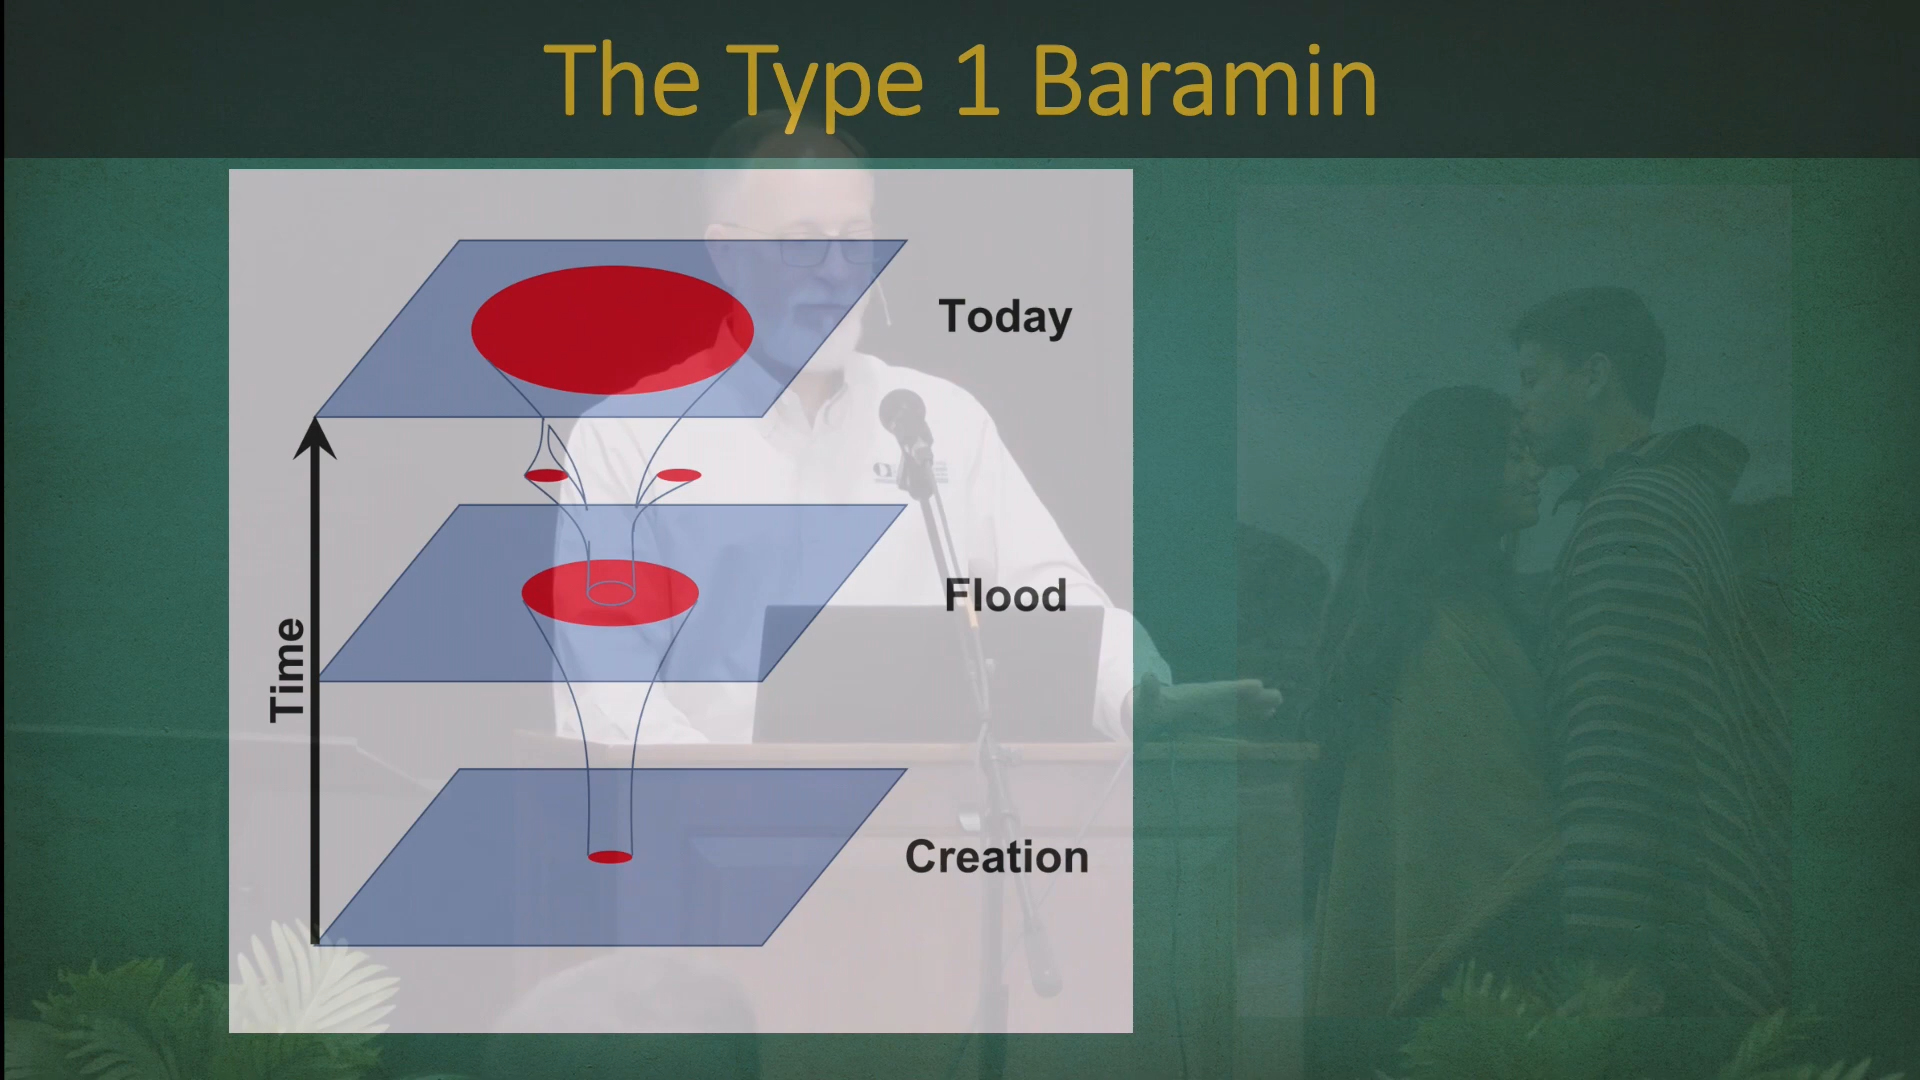 The Type 1 Baramin
Today
Flood
Creation
Time